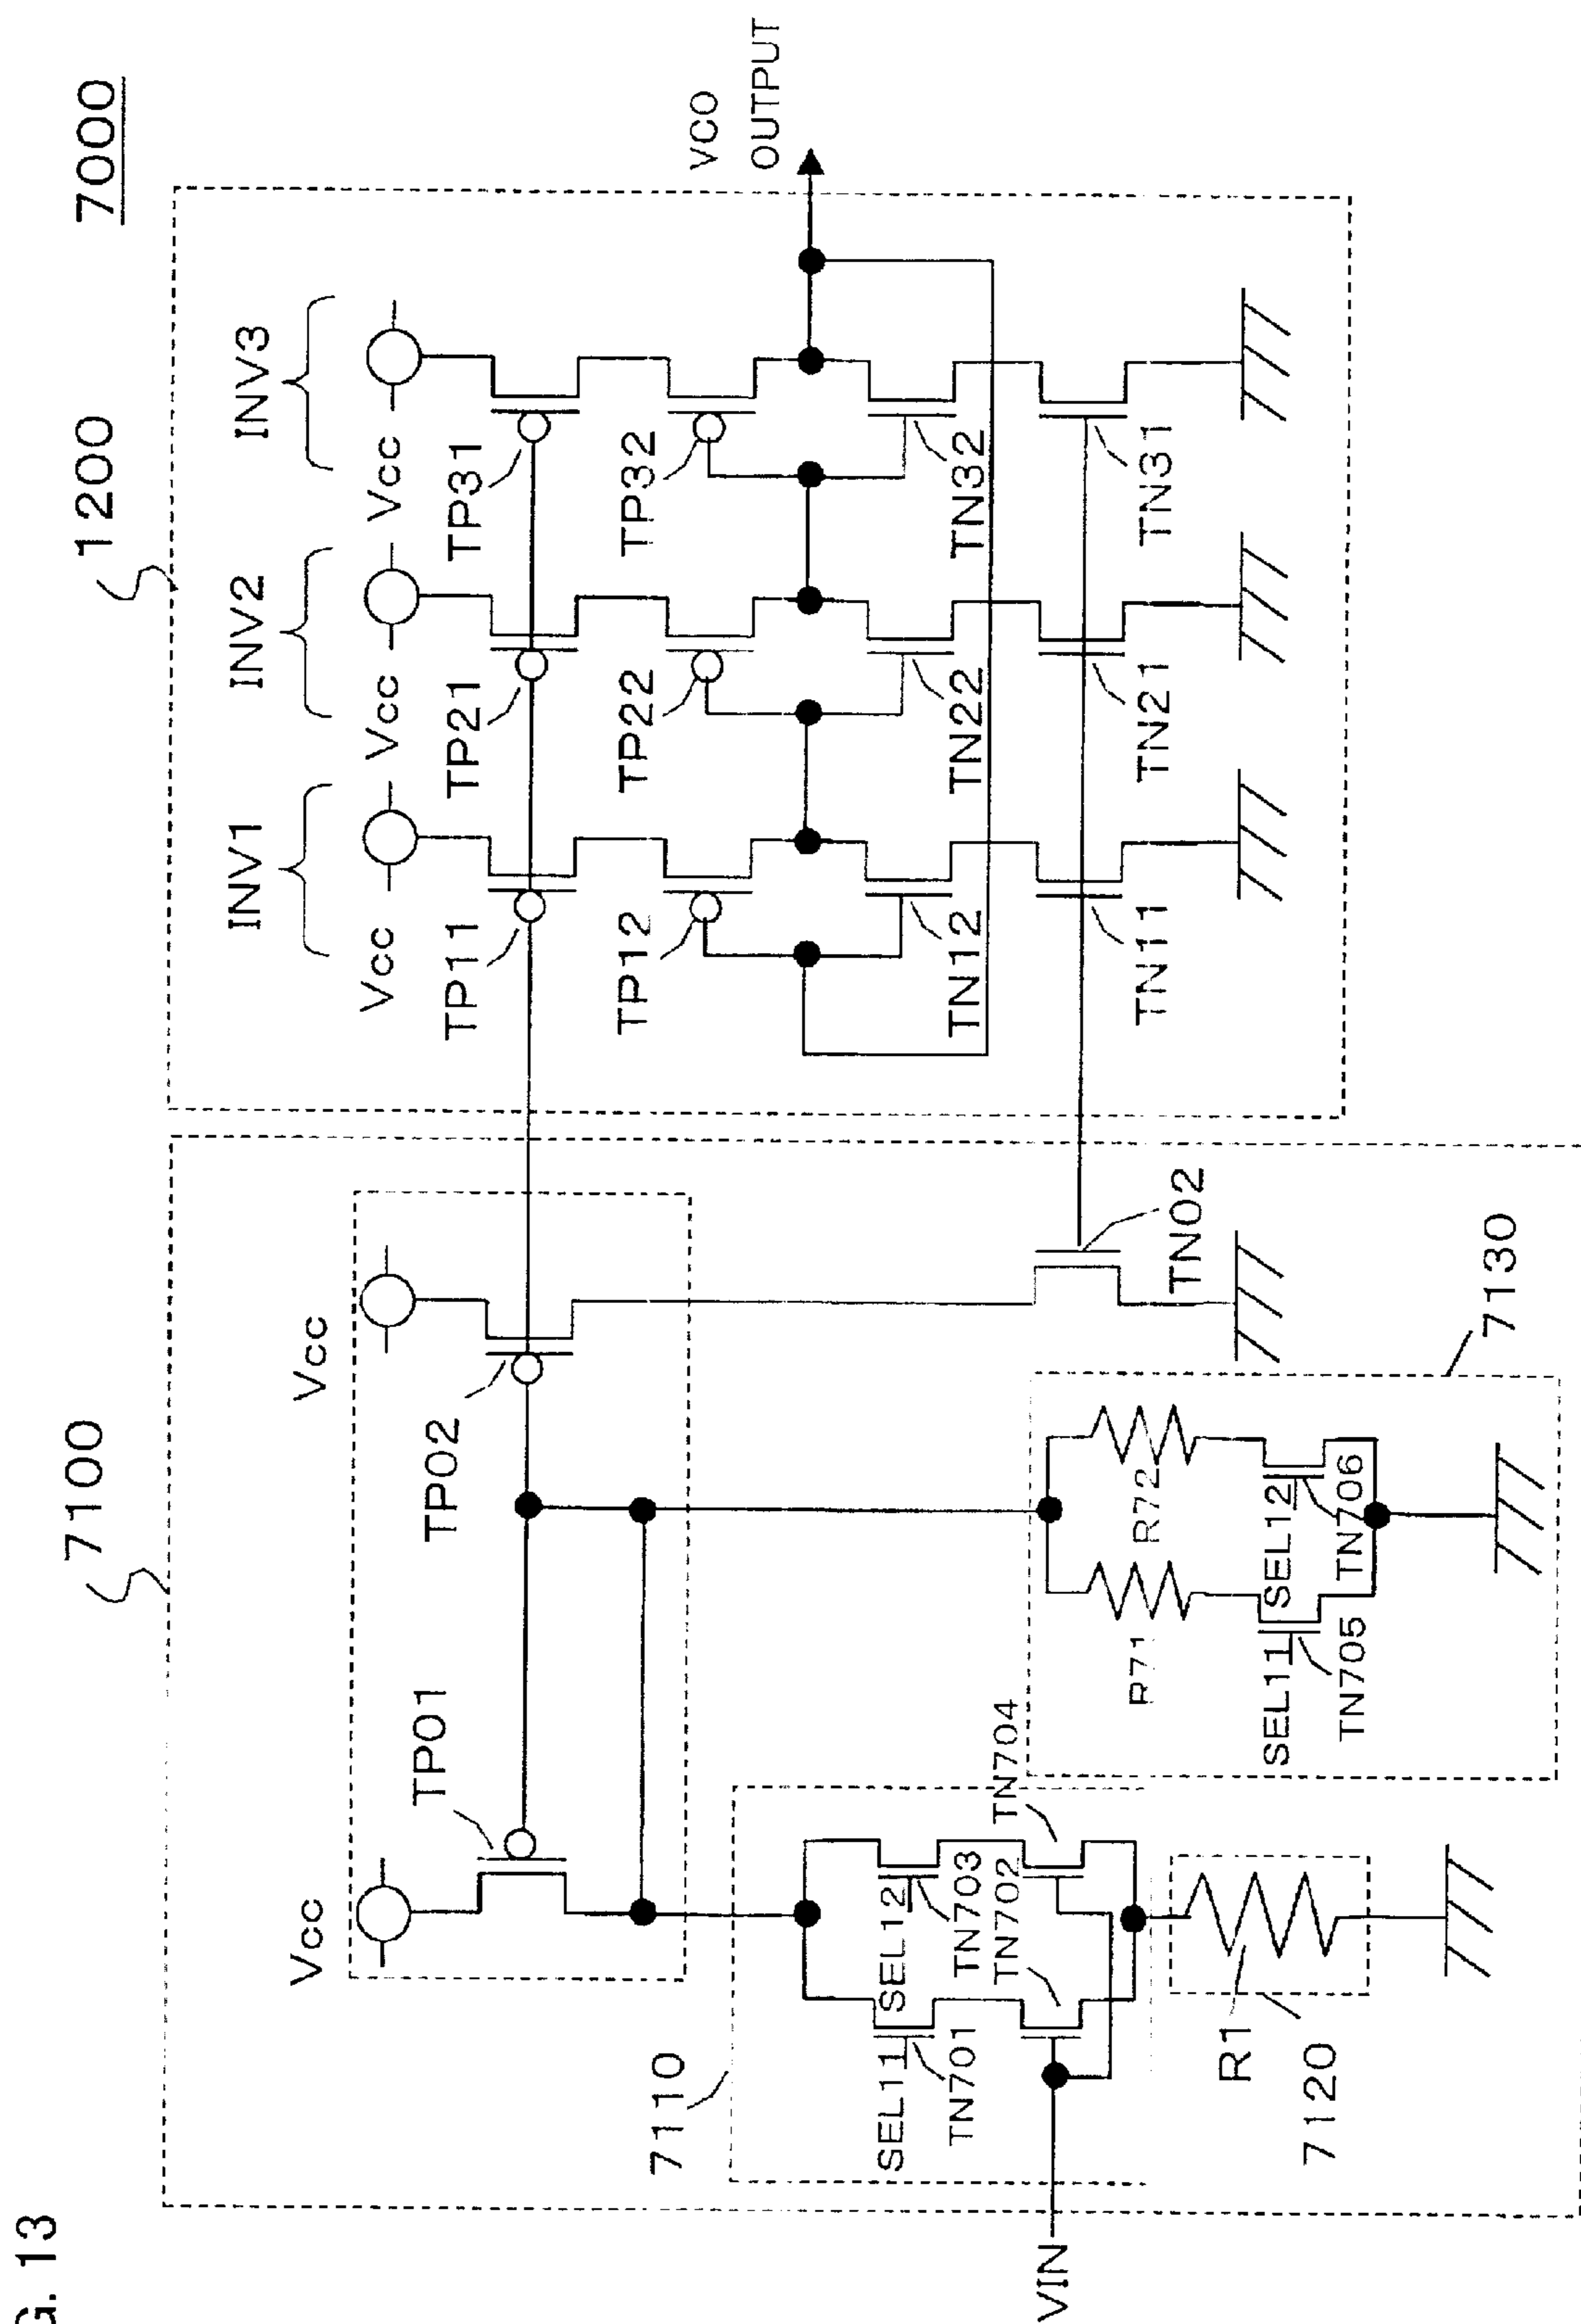 G. 13
7000
7100
1200
INV1
INV2
INV3
Vcc
Vcc
Vcc
Vcc
Vcc
TP01
TP02
TP11
TP21
TP31
TP12
TP22
TP32
VCO
OUTPUT
7110
SEL11
SEL12
TN701
TN703
TN702
TN704
VIN
R1
7120
R71
R72
SEL11
SEL12
TN705
TN706
7130
TN02
TN12
TN22
TN32
TN11
TN21
TN31